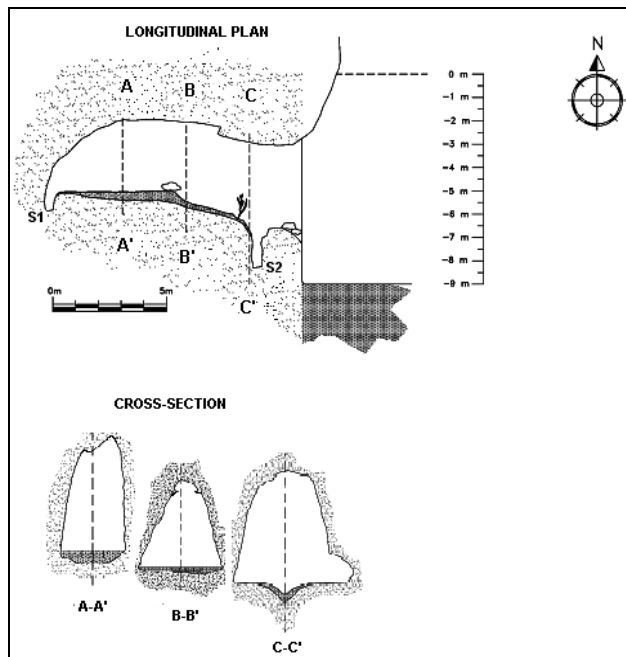 LONGITUDINAL PLAN
N
A
B
C
0 m
-1 m
-2 m
-3 m
-4 m
-5 m
-6 m
-7 m
-8 m
-9 m
S1
A'
B'
S2
C'
0m 5m
CROSS-SECTION
A-A'
B-B'
C-C'